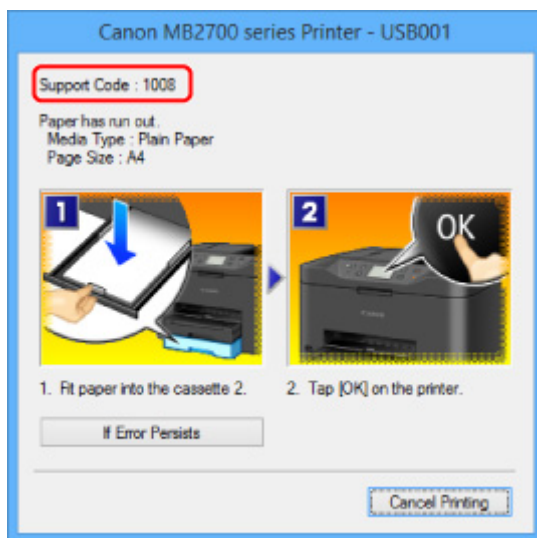 Canon MB2700 series Printer - USB001
Support Code : 1008
Paper has run out.
Media Type : Plain Paper
Page Size : A4
1
2
OK
Canon
1. Fit paper into the cassette 2.
2. Tap [OK] on the printer.
If Error Persists
Cancel Printing